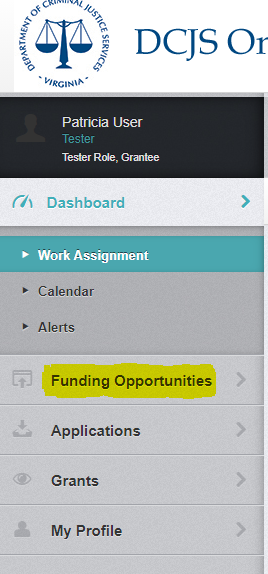 DEPARTMENT OF CRIMINAL JUSTICE SERVICES
• VIRGINIA •
DCJS On
Patricia User
Tester
Tester Role, Grantee
Dashboard
Work Assignment
Calendar
Alerts
Funding Opportunities
Applications
Grants
My Profile